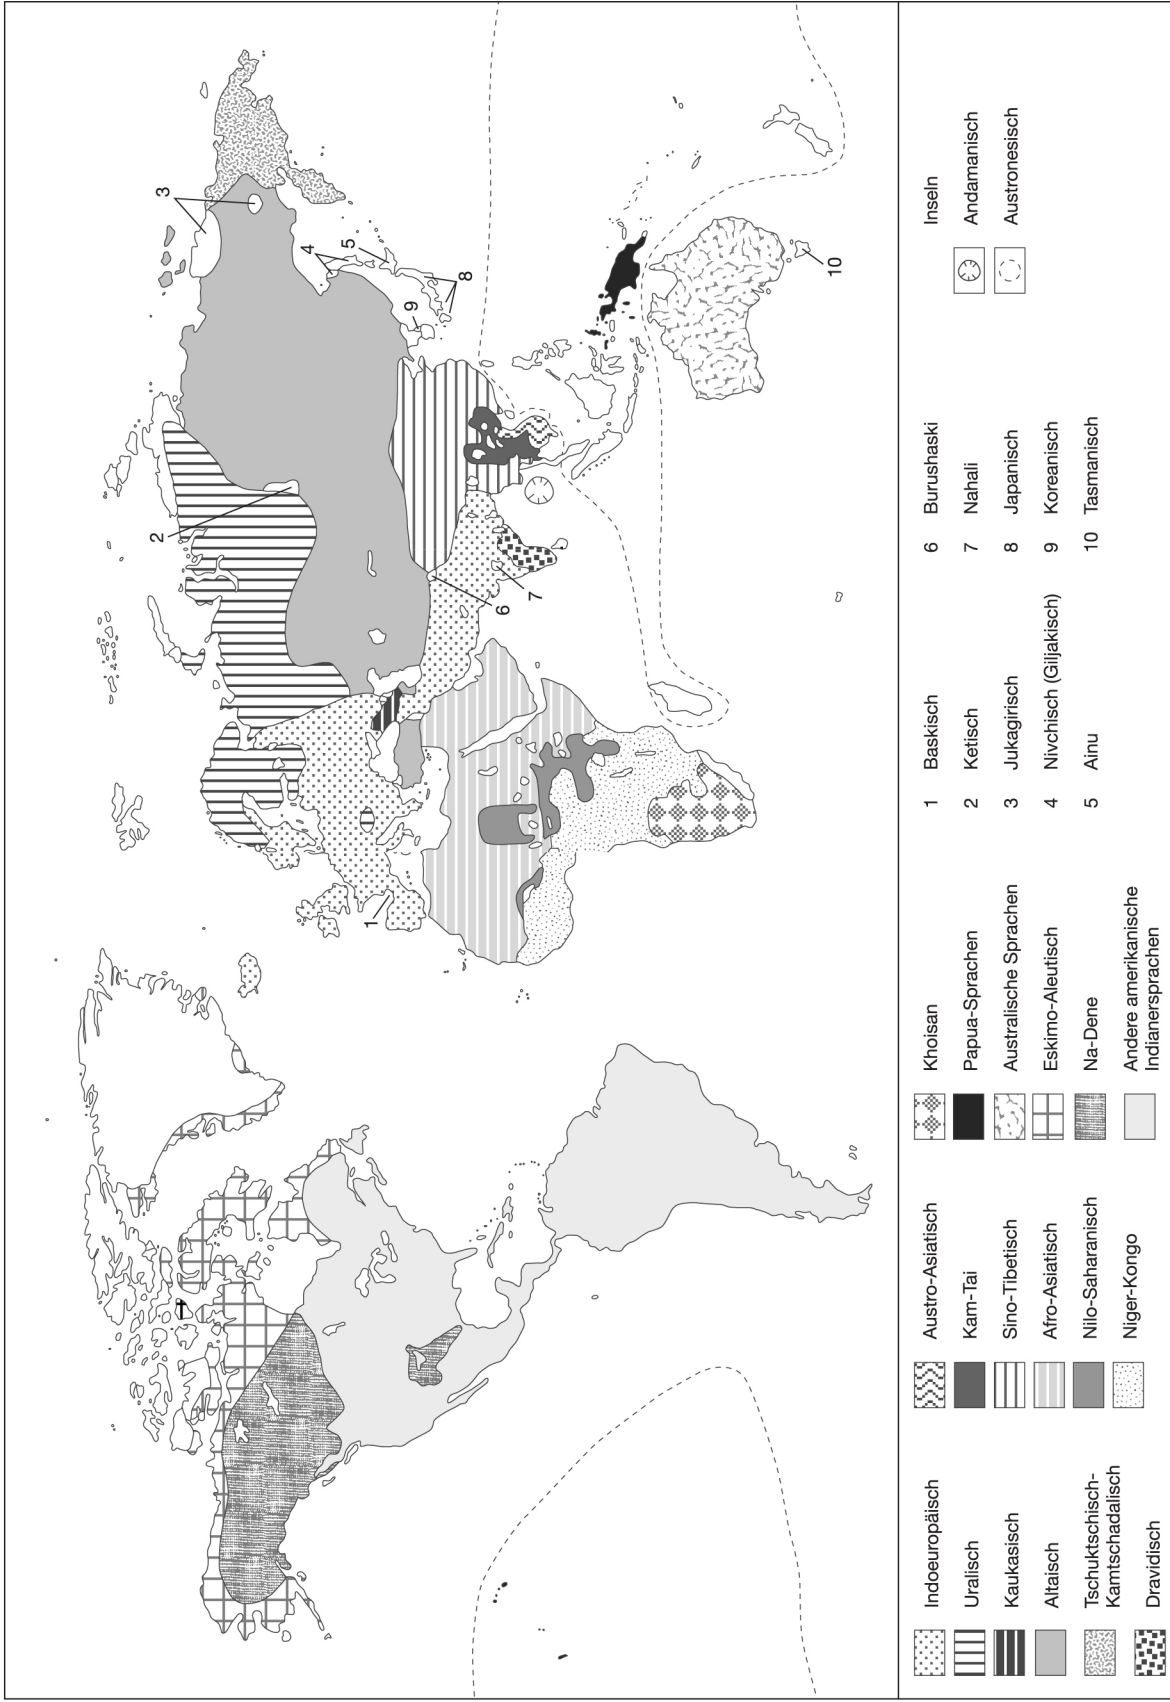 3
2
4
5
9
8
6
7
1
10
Indoeuropäisch
Uralisch
Kaukasisch
Altaisch
Tschuktschisch-
Kamtschadalisch
Dravidisch
Austro-Asiatisch
Kam-Tai
Sino-Tibetisch
Afro-Asiatisch
Nilo-Saharanisch
Niger-Kongo
Khoisan
Papua-Sprachen
Australische Sprachen
Eskimo-Aleutisch
Na-Dene
Andere amerikanische
Indianersprachen
1 Baskisch
2 Ketisch
3 Jukagirisch
4 Nivchisch (Giljakisch)
5 Ainu
6 Burushaski
7 Nahali
8 Japanisch
9 Koreanisch
10 Tasmanisch
Inseln
Andamanisch
Austronesisch